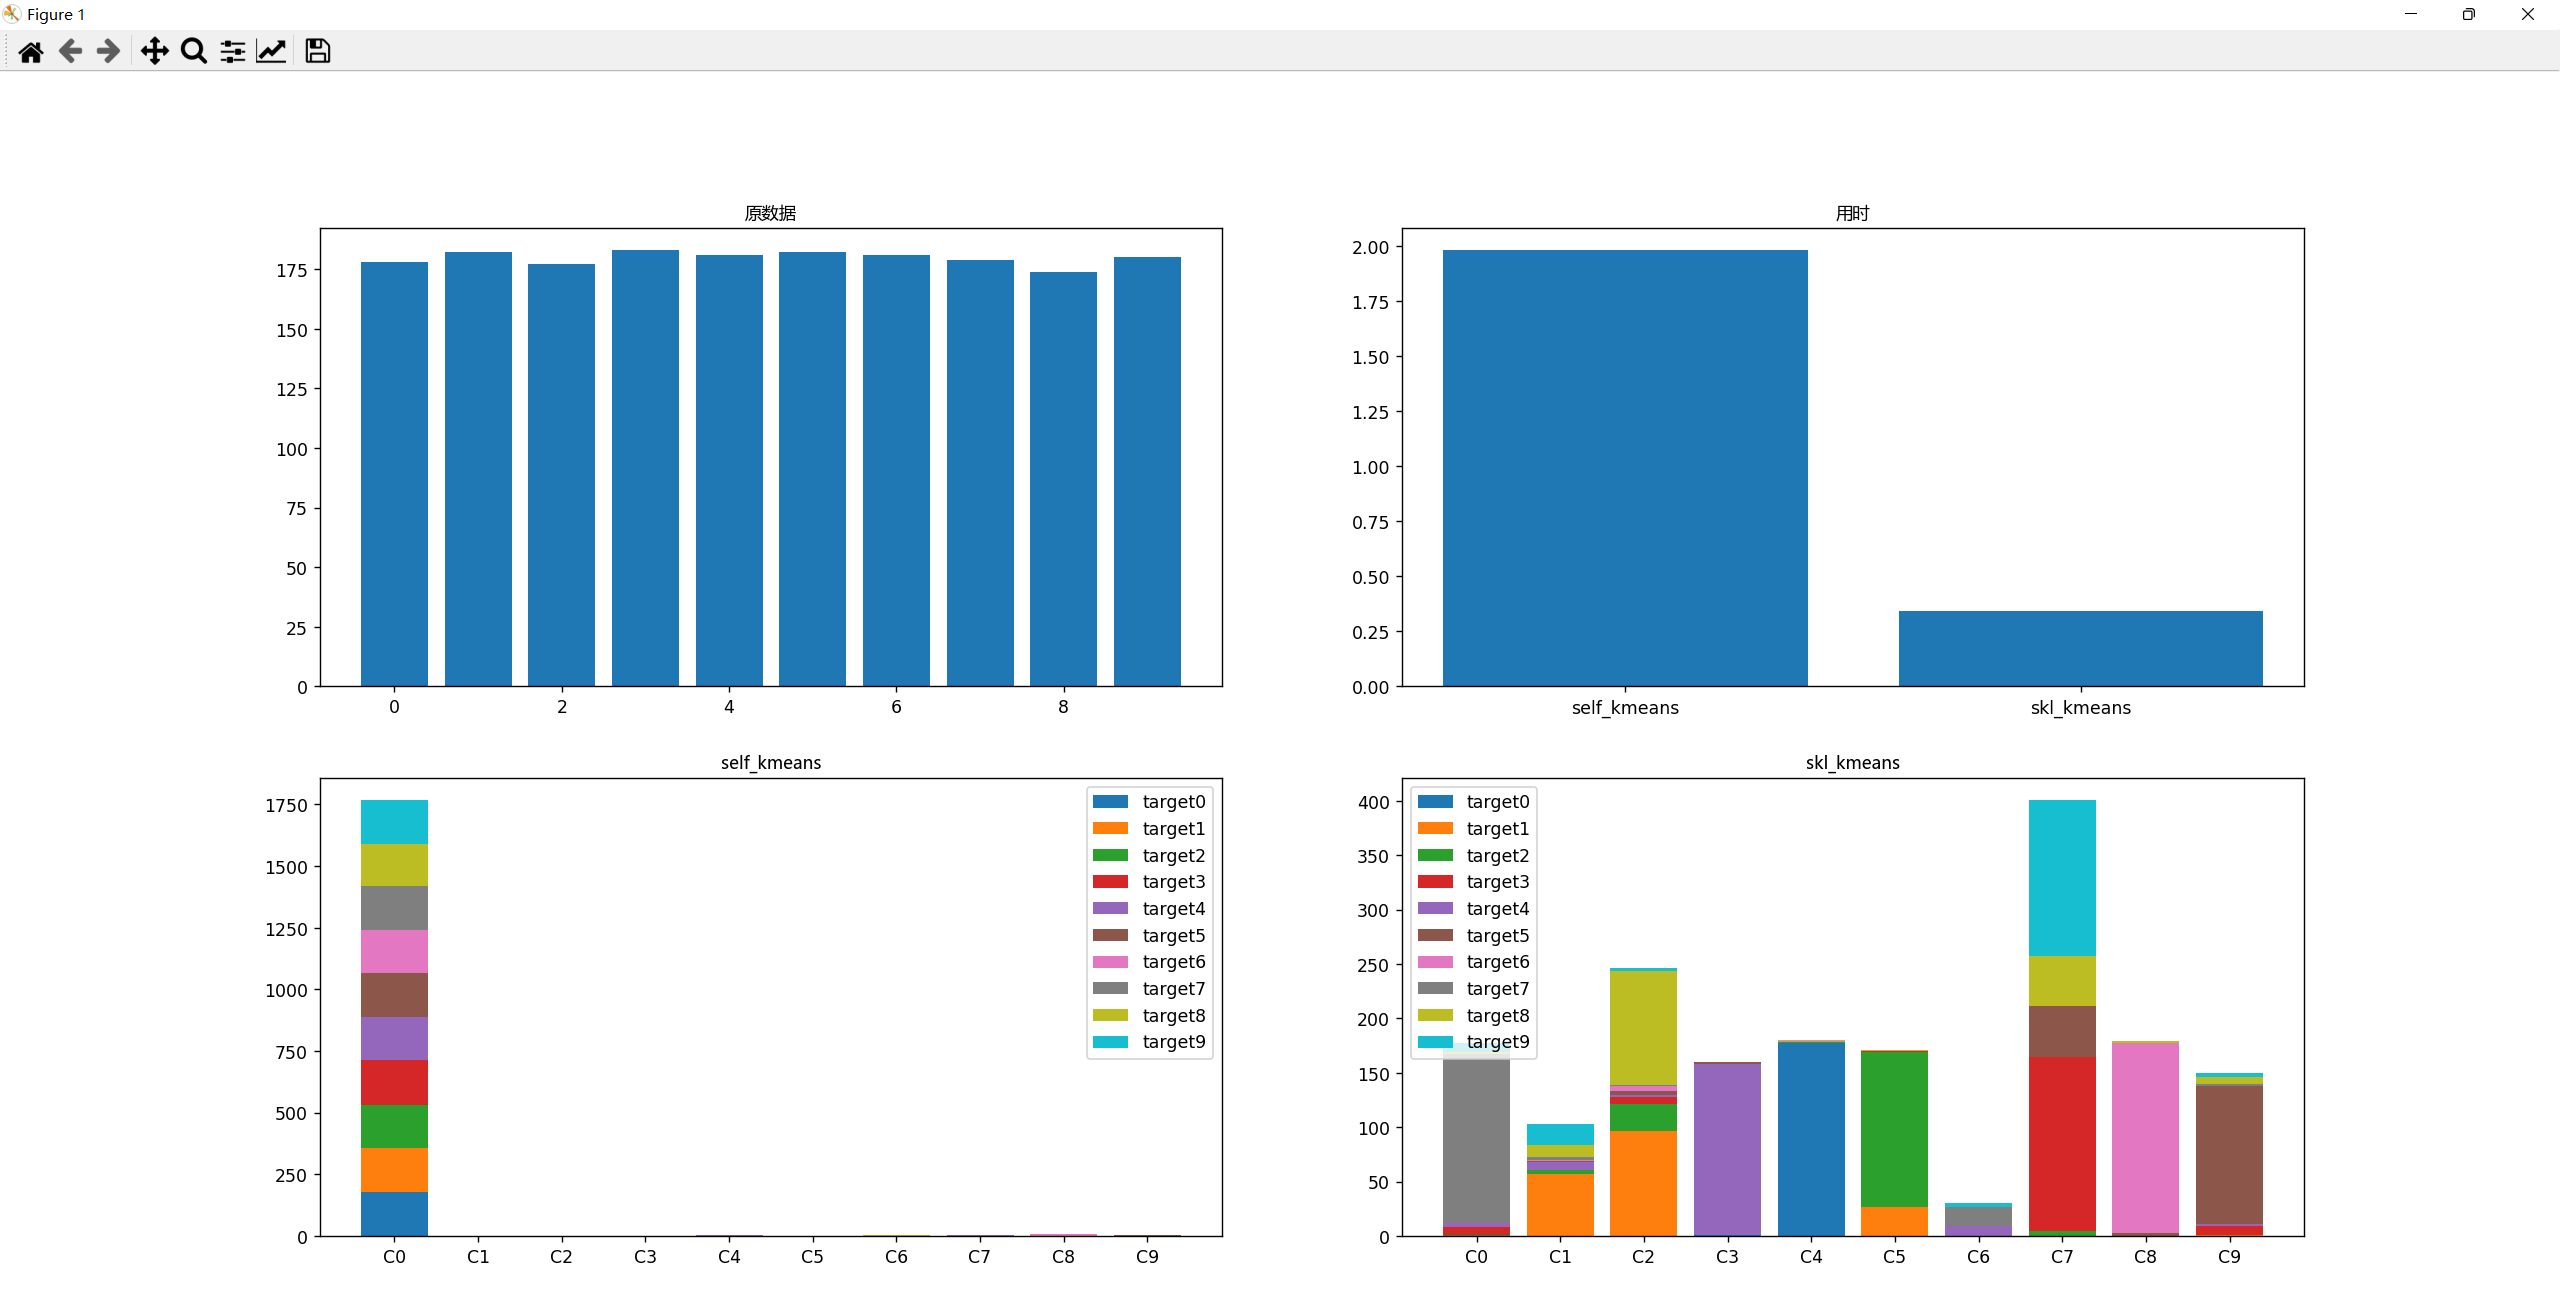 Figure 1
原数据
175
150
125
100
75
50
25
0
0 2 4 6 8
用时
2.00
1.75
1.50
1.25
1.00
0.75
0.50
0.25
0.00
self_kmeans skl_kmeans
self_kmeans
1750
1500
1250
1000
750
500
250
0
target0
target1
target2
target3
target4
target5
target6
target7
target8
target9
C0 C1 C2 C3 C4 C5 C6 C7 C8 C9
skl_kmeans
400
350
300
250
200
150
100
50
0
target0
target1
target2
target3
target4
target5
target6
target7
target8
target9
C0 C1 C2 C3 C4 C5 C6 C7 C8 C9